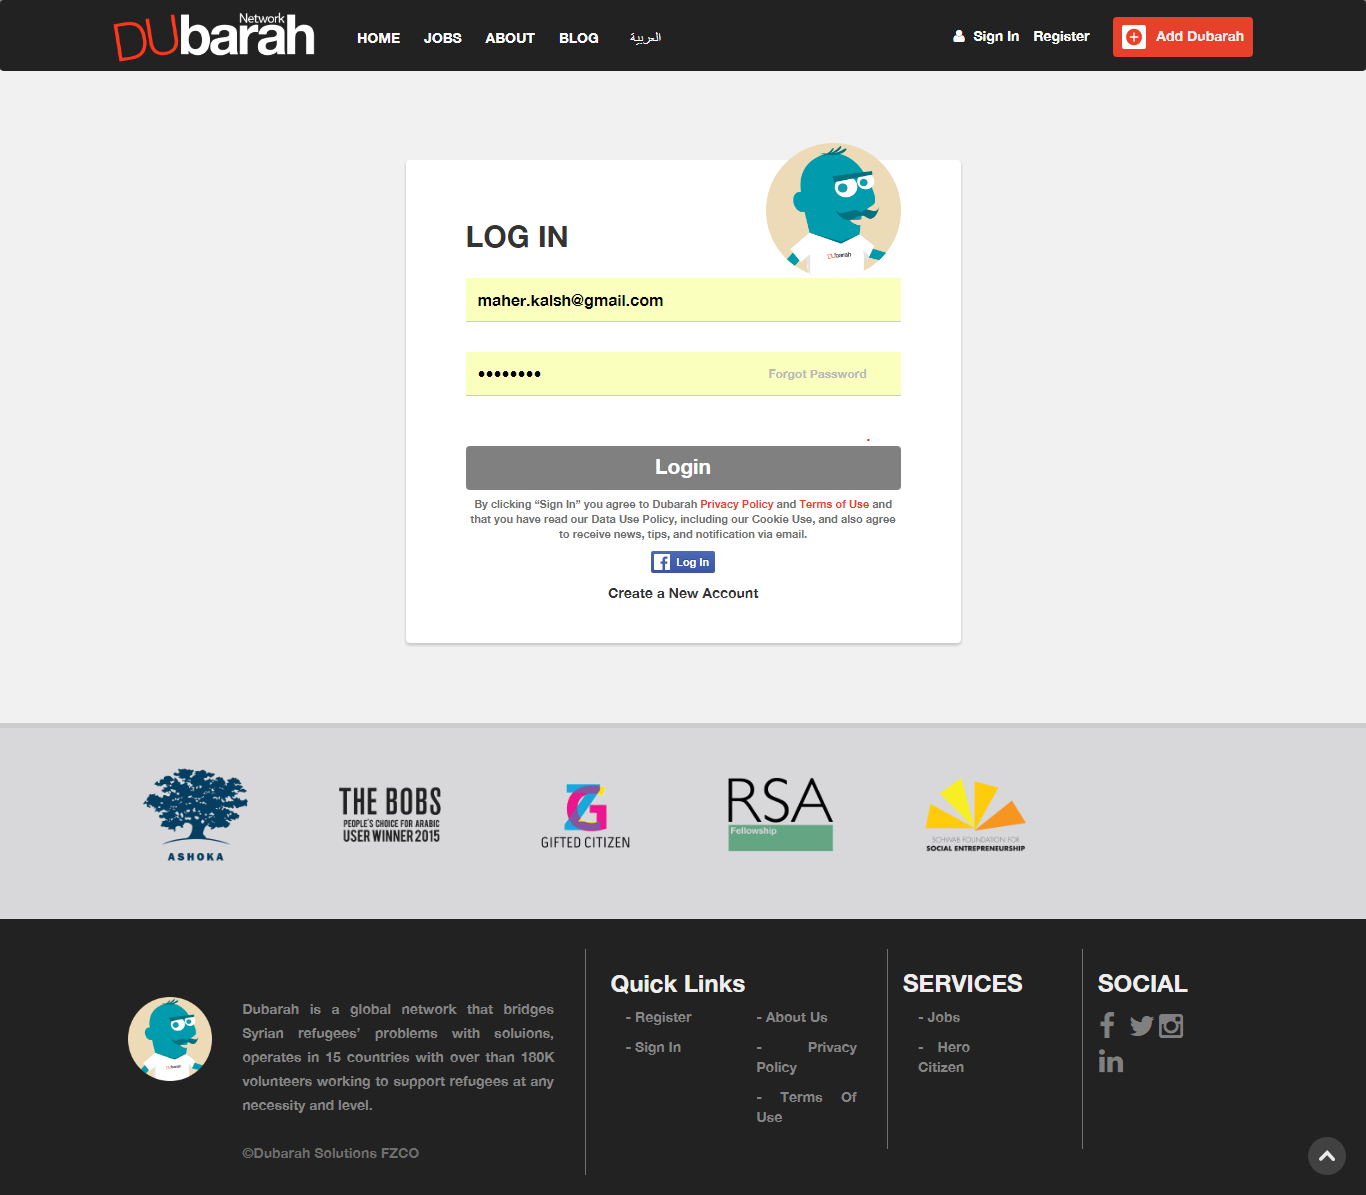 DUbarah
Network
HOME
JOBS
ABOUT
BLOG
العربية
Sign In
Register
Add Dubarah
DUbarah
LOG IN
maher.kalsh@gmail.com
••••••••
Forgot Password
Login
By clicking “Sign In” you agree to Dubarah Privacy Policy and Terms of Use and
that you have read our Data Use Policy, including our Cookie Use, and also agree
to receive news, tips, and notification via email.
Log In
Create a New Account
ASHOKA
THE BOBS
PEOPLE'S CHOICE FOR ARABIC
USER WINNER 2015
GIFTED CITIZEN
RSA
Fellowship
SCHWAB FOUNDATION FOR
SOCIAL ENTREPRENEURSHIP
DUbarah
Dubarah is a global network that bridges
Syrian refugees’ problems with soluions,
operates in 15 countries with over than 180K
volunteers working to support refugees at any
necessity and level.
©Dubarah Solutions FZCO
Quick Links
- Register
- Sign In
- About Us
- Privacy
Policy
- Terms Of
Use
SERVICES
- Jobs
- Hero
Citizen
SOCIAL